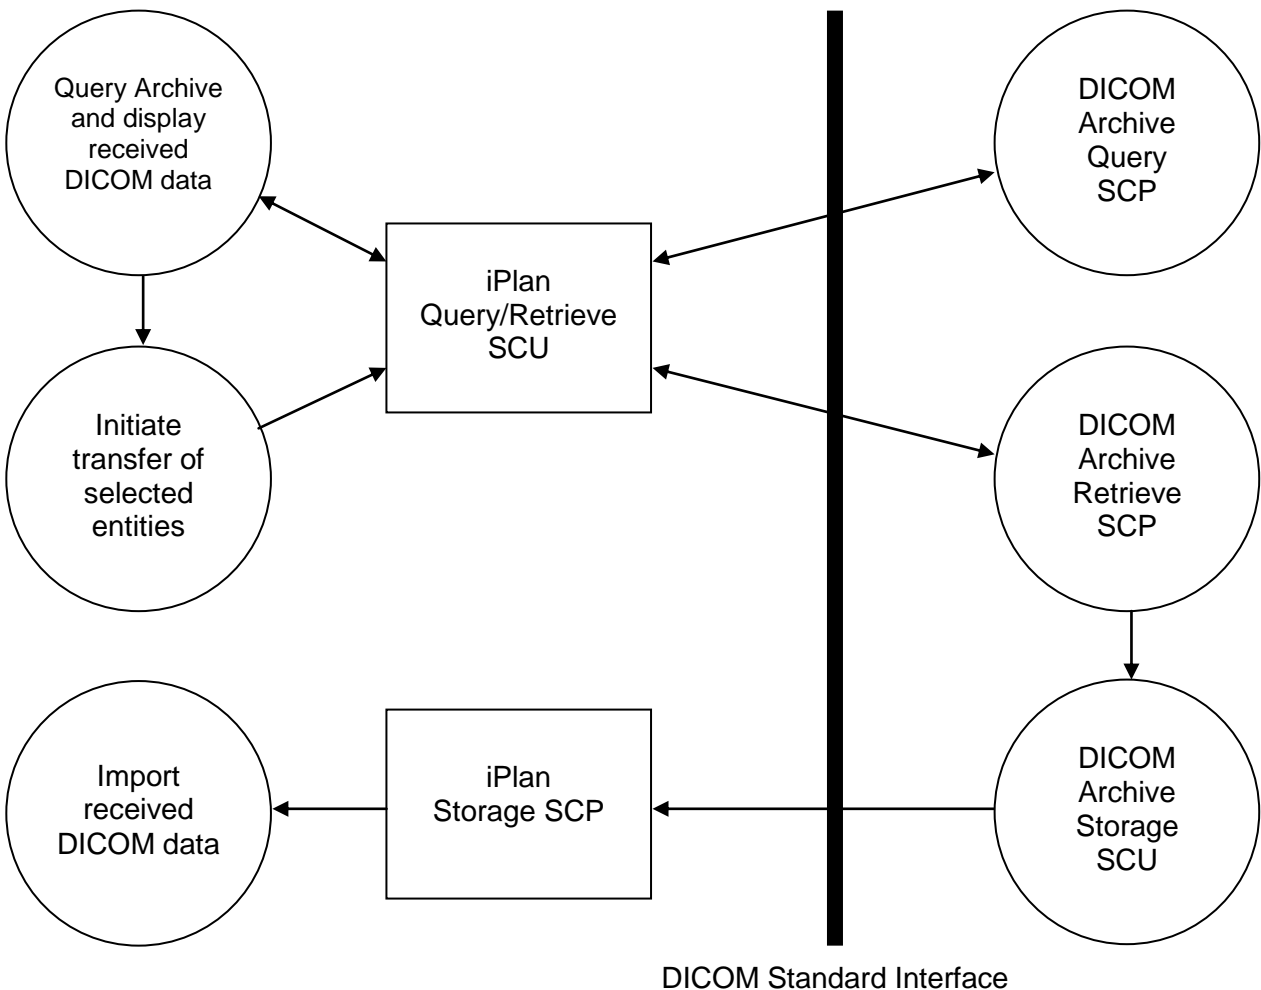 Query Archive
and display
received
DICOM data
DICOM
Archive
Query
SCP
iPlan
Query/Retrieve
SCU
Initiate
transfer of
selected
entities
DICOM
Archive
Retrieve
SCP
Import
received
DICOM data
iPlan
Storage SCP
DICOM
Archive
Storage
SCU
DICOM Standard Interface